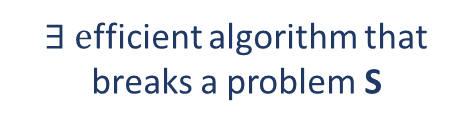 ∃ efficient algorithm that
breaks a problem S